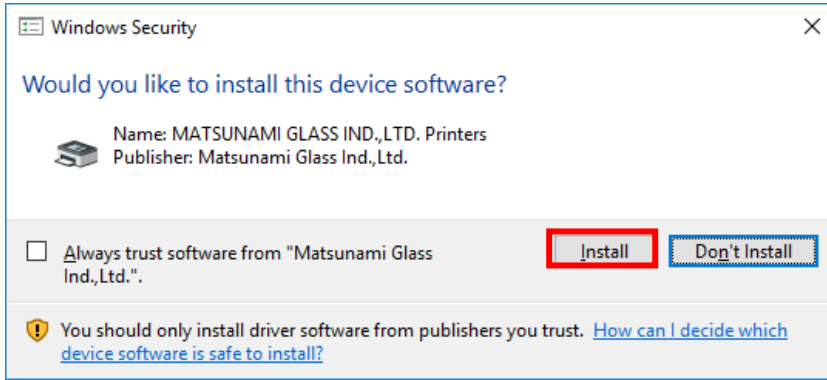 Windows Security
Would you like to install this device software?
Name: MATSUNAMI GLASS IND.,LTD. Printers
Publisher: Matsunami Glass Ind.,Ltd.
Always trust software from "Matsunami Glass
Ind.,Ltd.".
Install
Don't Install
You should only install driver software from publishers you trust. How can I decide which
device software is safe to install?